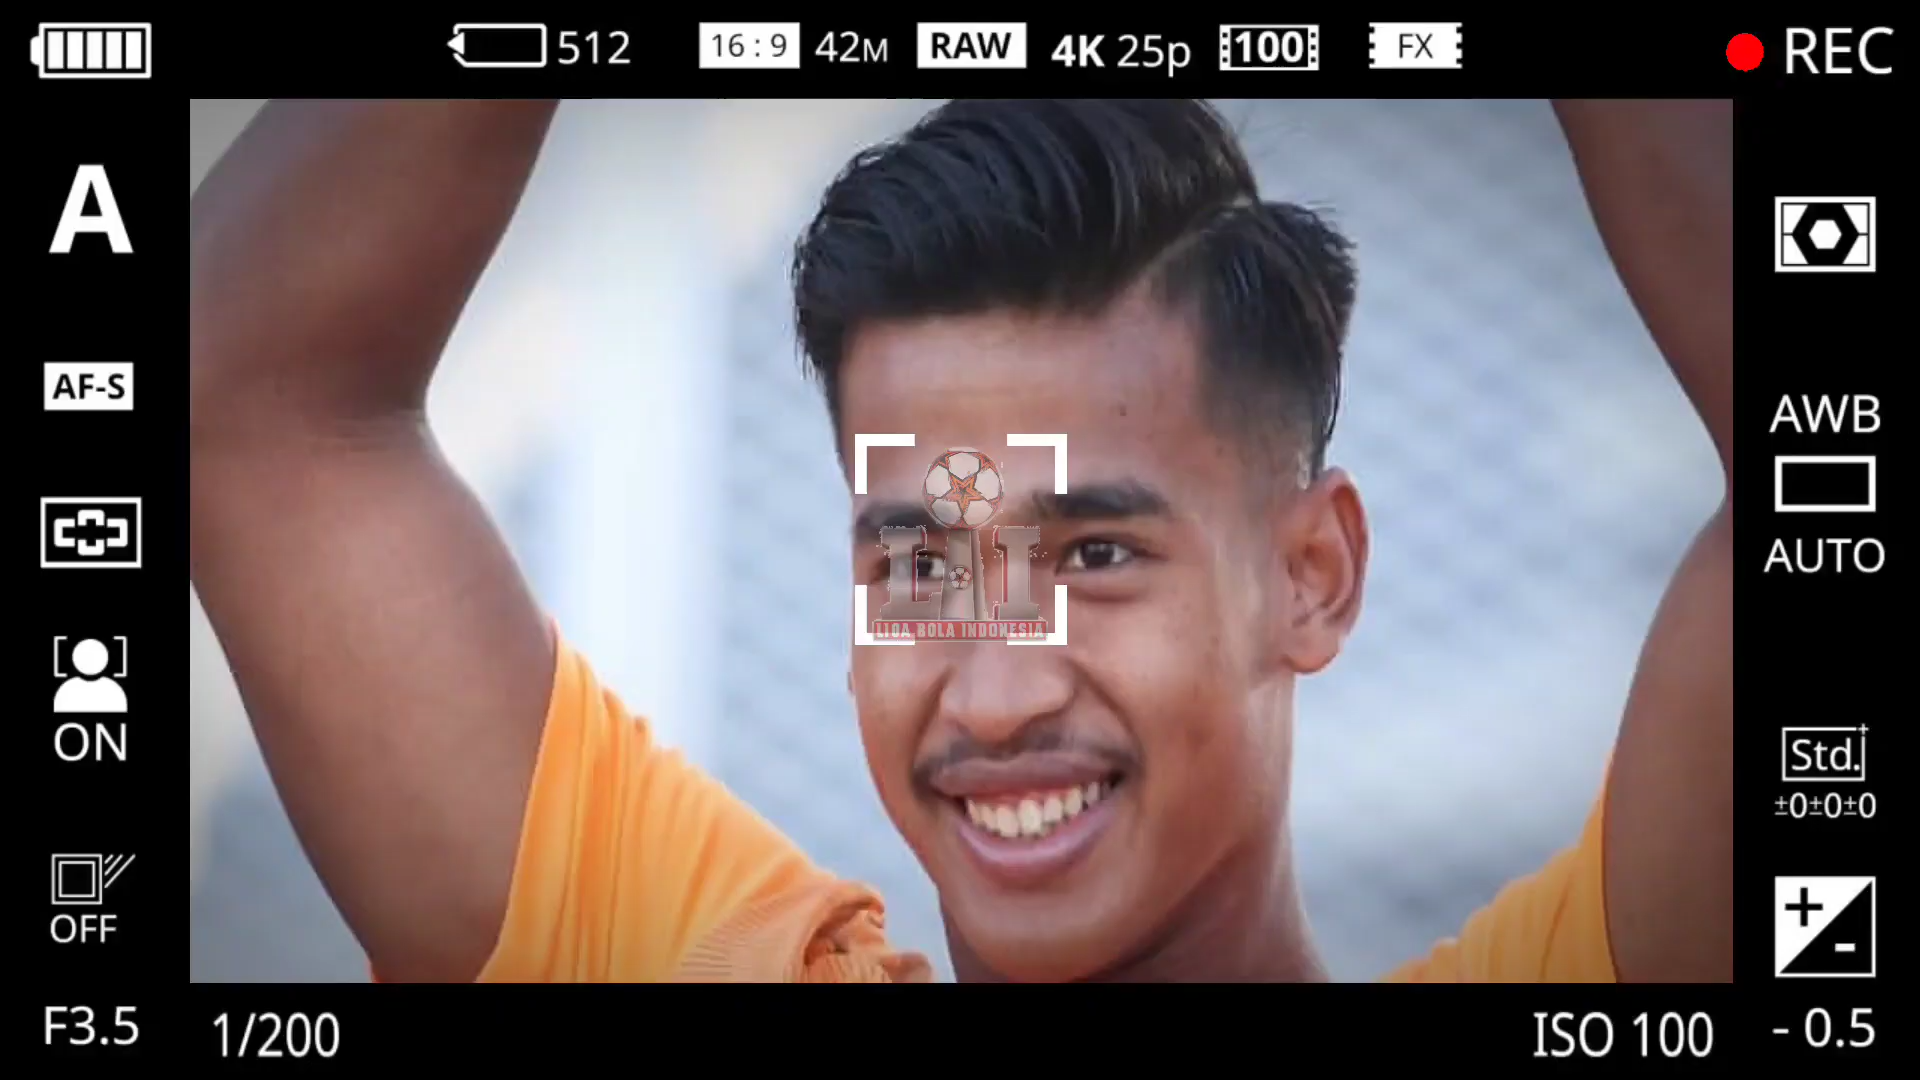 512
16:9
42M
RAW
4K 25p
100
FX
REC
A
AF-S
ON
OFF
F3.5
1/200
LIGA BOLA INDONESIA
AWB
AUTO
Std.+
±0±0±0
ISO 100
- 0.5